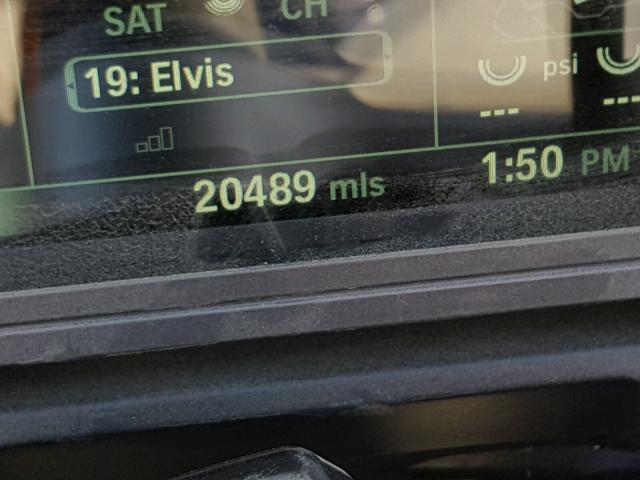 SAT CH
19: Elvis
psi
--- ---
20489 mls
1:50 PM